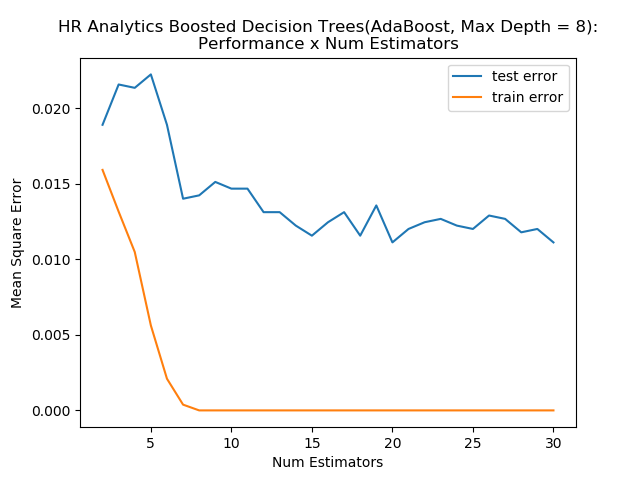 HR Analytics Boosted Decision Trees(AdaBoost, Max Depth = 8):
Performance x Num Estimators
test error
train error
Mean Square Error
0.020
0.015
0.010
0.005
0.000
5 10 15 20 25 30
Num Estimators